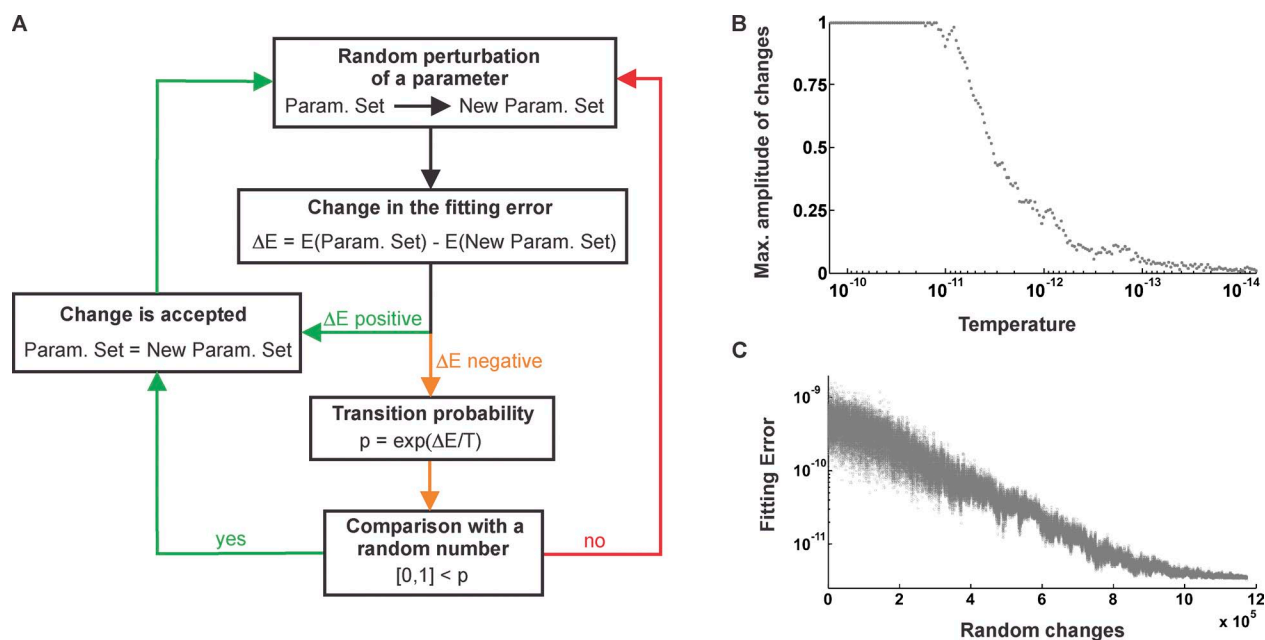 A
Random perturbation
of a parameter
Param. Set New Param. Set
Change in the fitting error
ΔE = E(Param. Set) - E(New Param. Set)
Change is accepted
Param. Set = New Param. Set
ΔE positive
ΔE negative
Transition probability
p = exp(ΔE/T)
Comparison with a
random number
[0,1] < p
yes
no
B
Max. amplitude of changes
1
0.75
0.5
0.25
0
10⁻¹⁰ 10⁻¹¹ 10⁻¹² 10⁻¹³ 10⁻¹⁴
Temperature
C
Fitting Error
10⁻⁹
10⁻¹⁰
10⁻¹¹
0 2 4 6 8 10 12
x 10⁵
Random changes